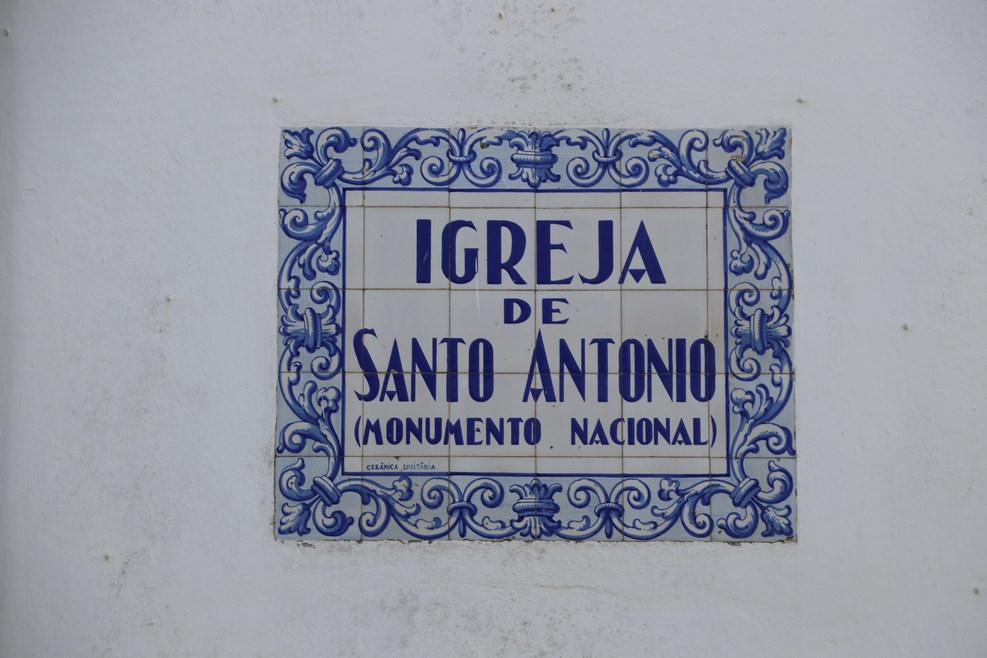 IGREJA
DE
SANTO ANTONIO
(MONUMENTO NACIONAL)
CERÂMICA LUSITÂNIA